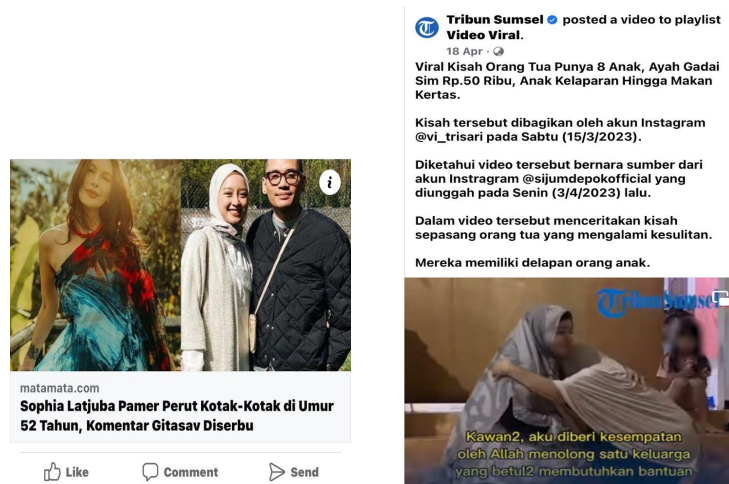 matamata.com
Sophia Latjuba Pamer Perut Kotak-Kotak di Umur
52 Tahun, Komentar Gitasav Diserbu
Like
Comment
Send
Tribun Sumsel posted a video to playlist
Video Viral.
18 Apr ·
Viral Kisah Orang Tua Punya 8 Anak, Ayah Gadai
Sim Rp.50 Ribu, Anak Kelaparan Hingga Makan
Kertas.
Kisah tersebut dibagikan oleh akun Instagram
@vi_trisari pada Sabtu (15/3/2023).
Diketahui video tersebut bernara sumber dari
akun Instragram @sijumdepokofficial yang
diunggah pada Senin (3/4/2023) lalu.
Dalam video tersebut menceritakan kisah
sepasang orang tua yang mengalami kesulitan.
Mereka memiliki delapan orang anak.
Tribun Sumsel
Kawan2, aku diberi kesempatan
oleh Allah menolong satu keluarga
yang betul2 membutuhkan bantuan